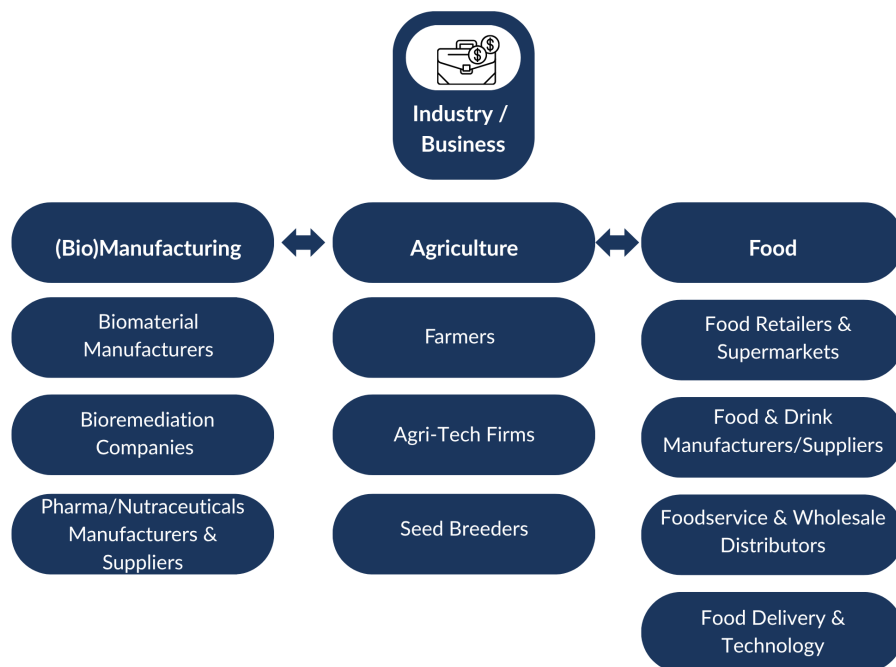 $
$
Industry /
Business
(Bio)Manufacturing
Agriculture
Food
Biomaterial
Manufacturers
Farmers
Food Retailers &
Supermarkets
Bioremediation
Companies
Agri-Tech Firms
Food & Drink
Manufacturers/Suppliers
Pharma/Nutraceuticals
Manufacturers &
Suppliers
Seed Breeders
Foodservice & Wholesale
Distributors
Food Delivery &
Technology